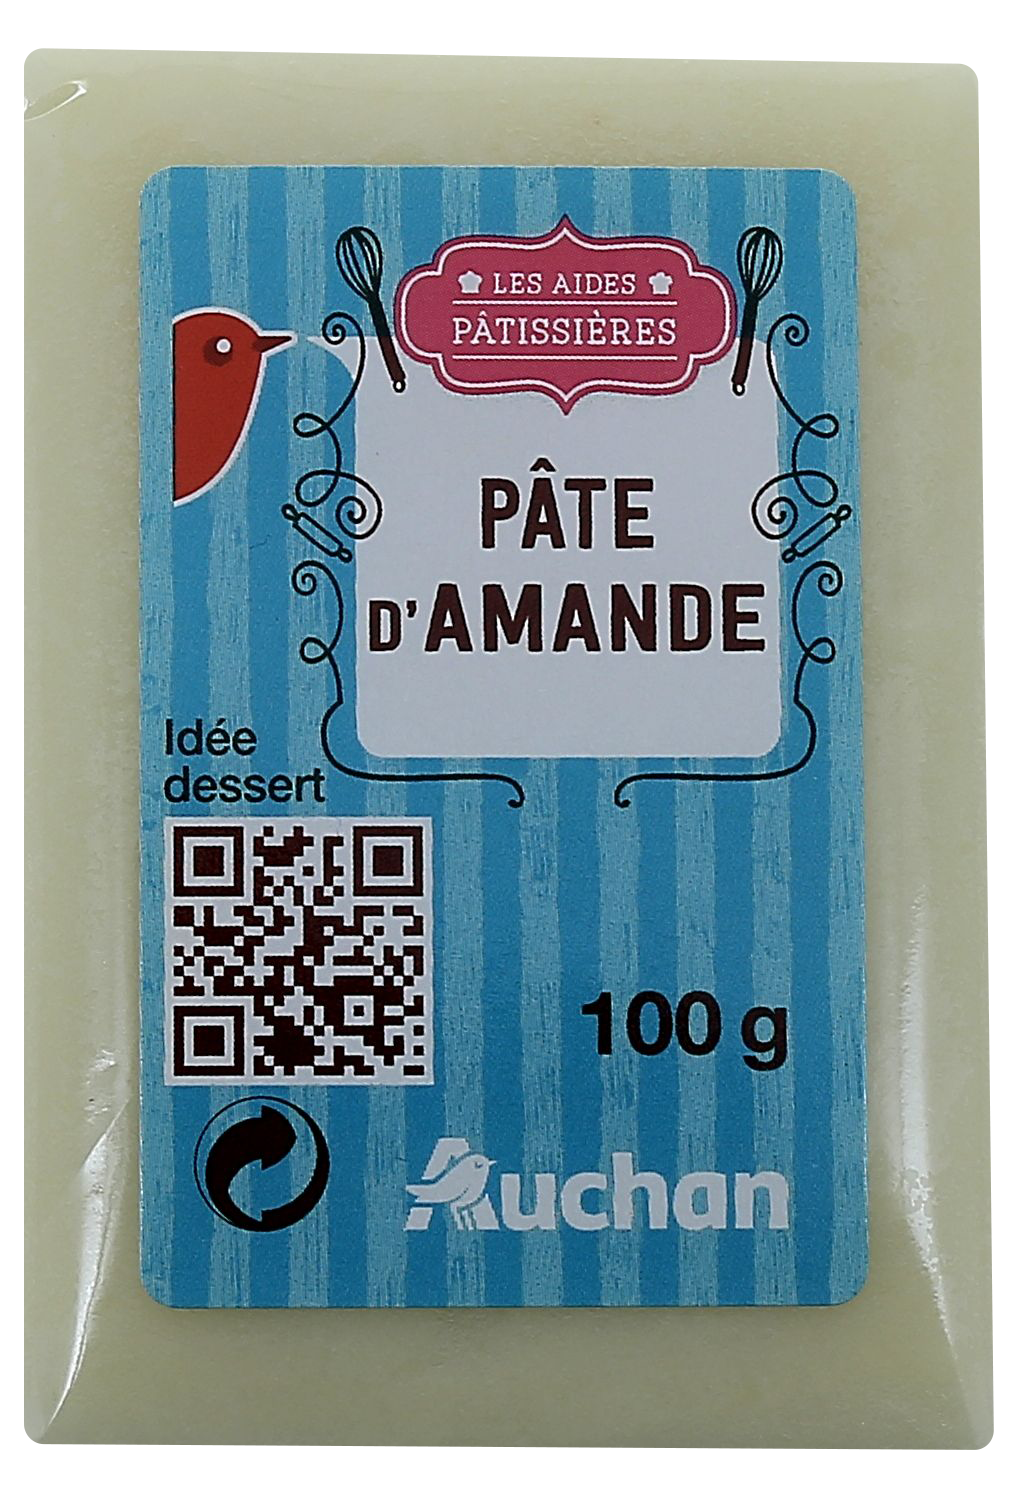 LES AIDES
PÂTISSIÈRES
PÂTE
D'AMANDE
Idée
dessert
100 g
Auchan